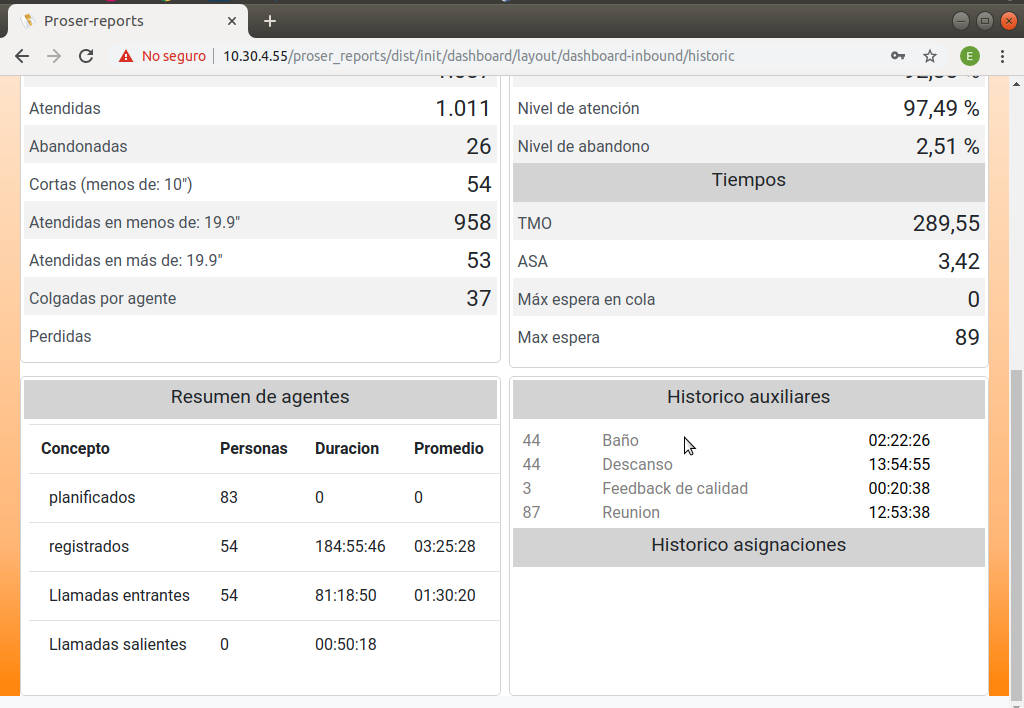 Proser-reports
No seguro
10.30.4.55/proser_reports/dist/init/dashboard/layout/dashboard-inbound/historic
E
Atendidas 1.011
Abandonadas 26
Cortas (menos de: 10") 54
Atendidas en menos de: 19.9" 958
Atendidas en más de: 19.9" 53
Colgadas por agente 37
Perdidas
Nivel de atención 97,49 %
Nivel de abandono 2,51 %
Tiempos
TMO 289,55
ASA 3,42
Máx espera en cola 0
Max espera 89
Resumen de agentes
Concepto Personas Duracion Promedio
planificados 83 0 0
registrados 54 184:55:46 03:25:28
Llamadas entrantes 54 81:18:50 01:30:20
Llamadas salientes 0 00:50:18
Historico auxiliares
44 Baño 02:22:26
44 Descanso 13:54:55
3 Feedback de calidad 00:20:38
87 Reunion 12:53:38
Historico asignaciones